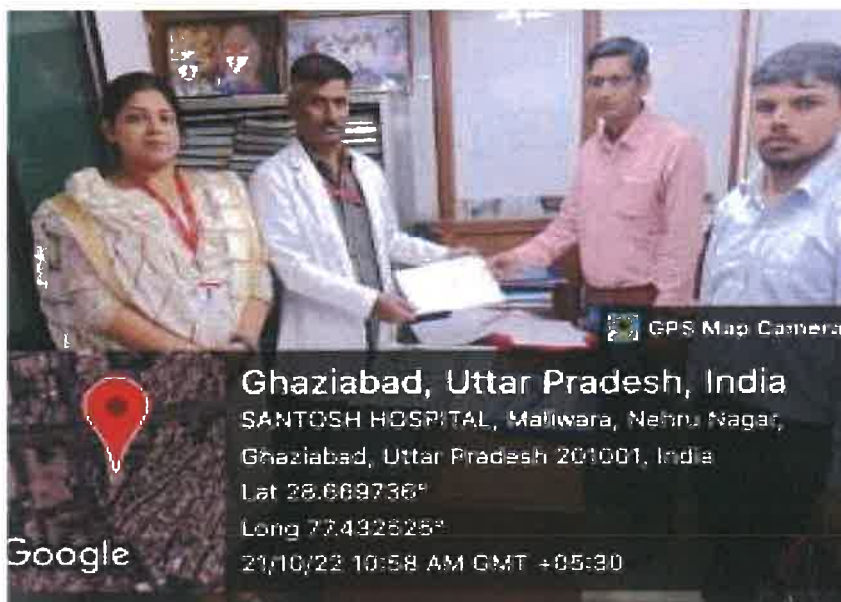 GPS Map Camera
Ghaziabad, Uttar Pradesh, India
SANTOSH HOSPITAL, Maliwara, Nehru Nagar,
Ghaziabad, Uttar Pradesh 201001, India
Lat 28.669736°
Long 77.432525°
21/10/22 10:58 AM GMT +05:30
Google